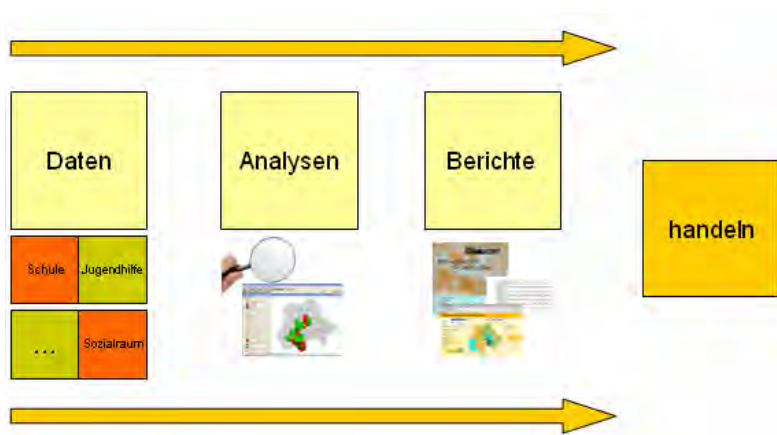 Daten
Analysen
Berichte
handeln
Schule
Jugendhilfe
...
Sozialraum